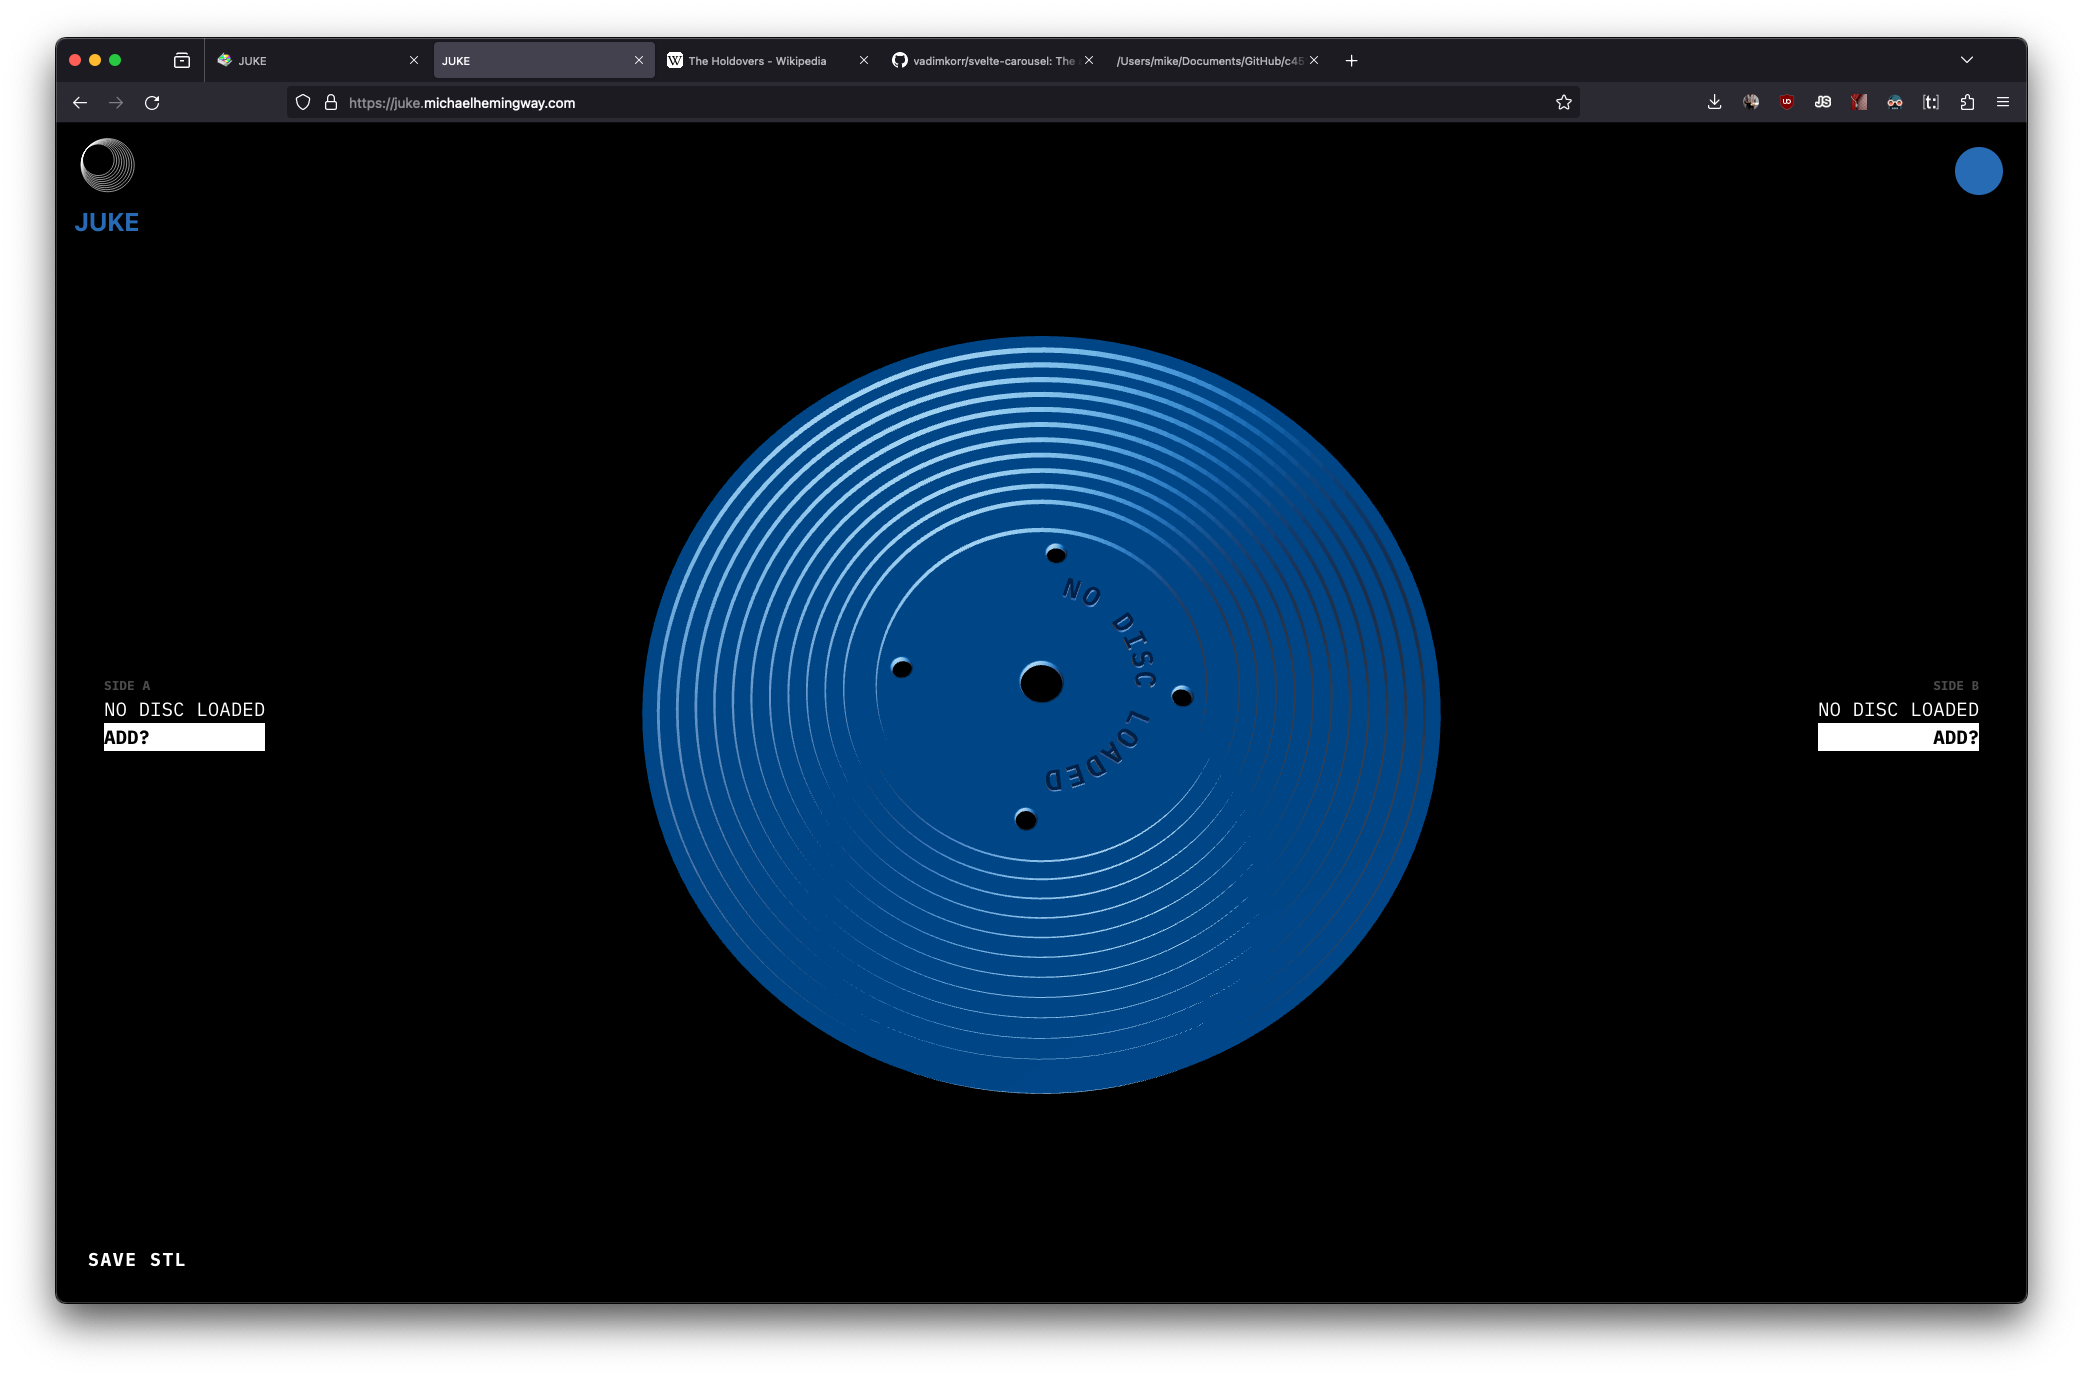 JUKE
JUKE
The Holdovers - Wikipedia
vadimkorr/svelte-carousel: The
/Users/mike/Documents/GitHub/c45
https://juke.michaelhemingway.com
JUKE
NO DISC LOADED
SIDE A
NO DISC LOADED
ADD?
SIDE B
NO DISC LOADED
ADD?
SAVE STL